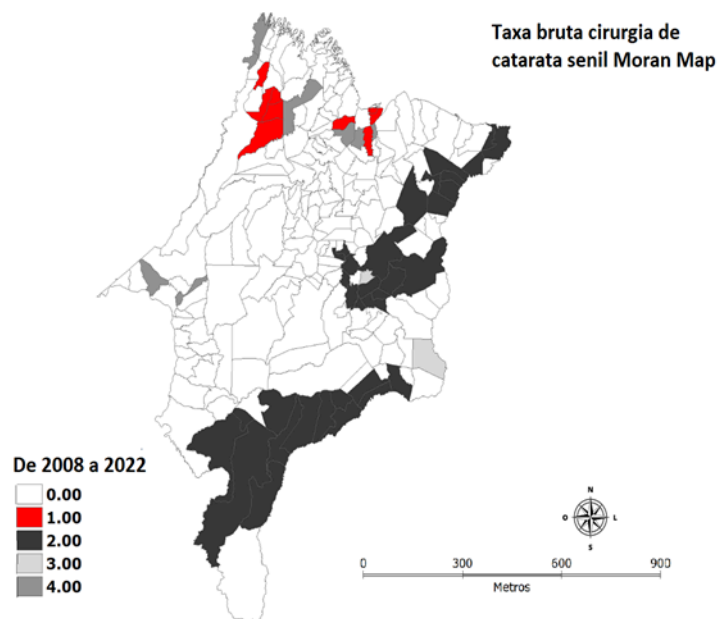 Taxa bruta cirurgia de
catarata senil Moran Map
De 2008 a 2022
0.00
1.00
2.00
3.00
4.00
N
O L
S
0 300 600 900
Metros